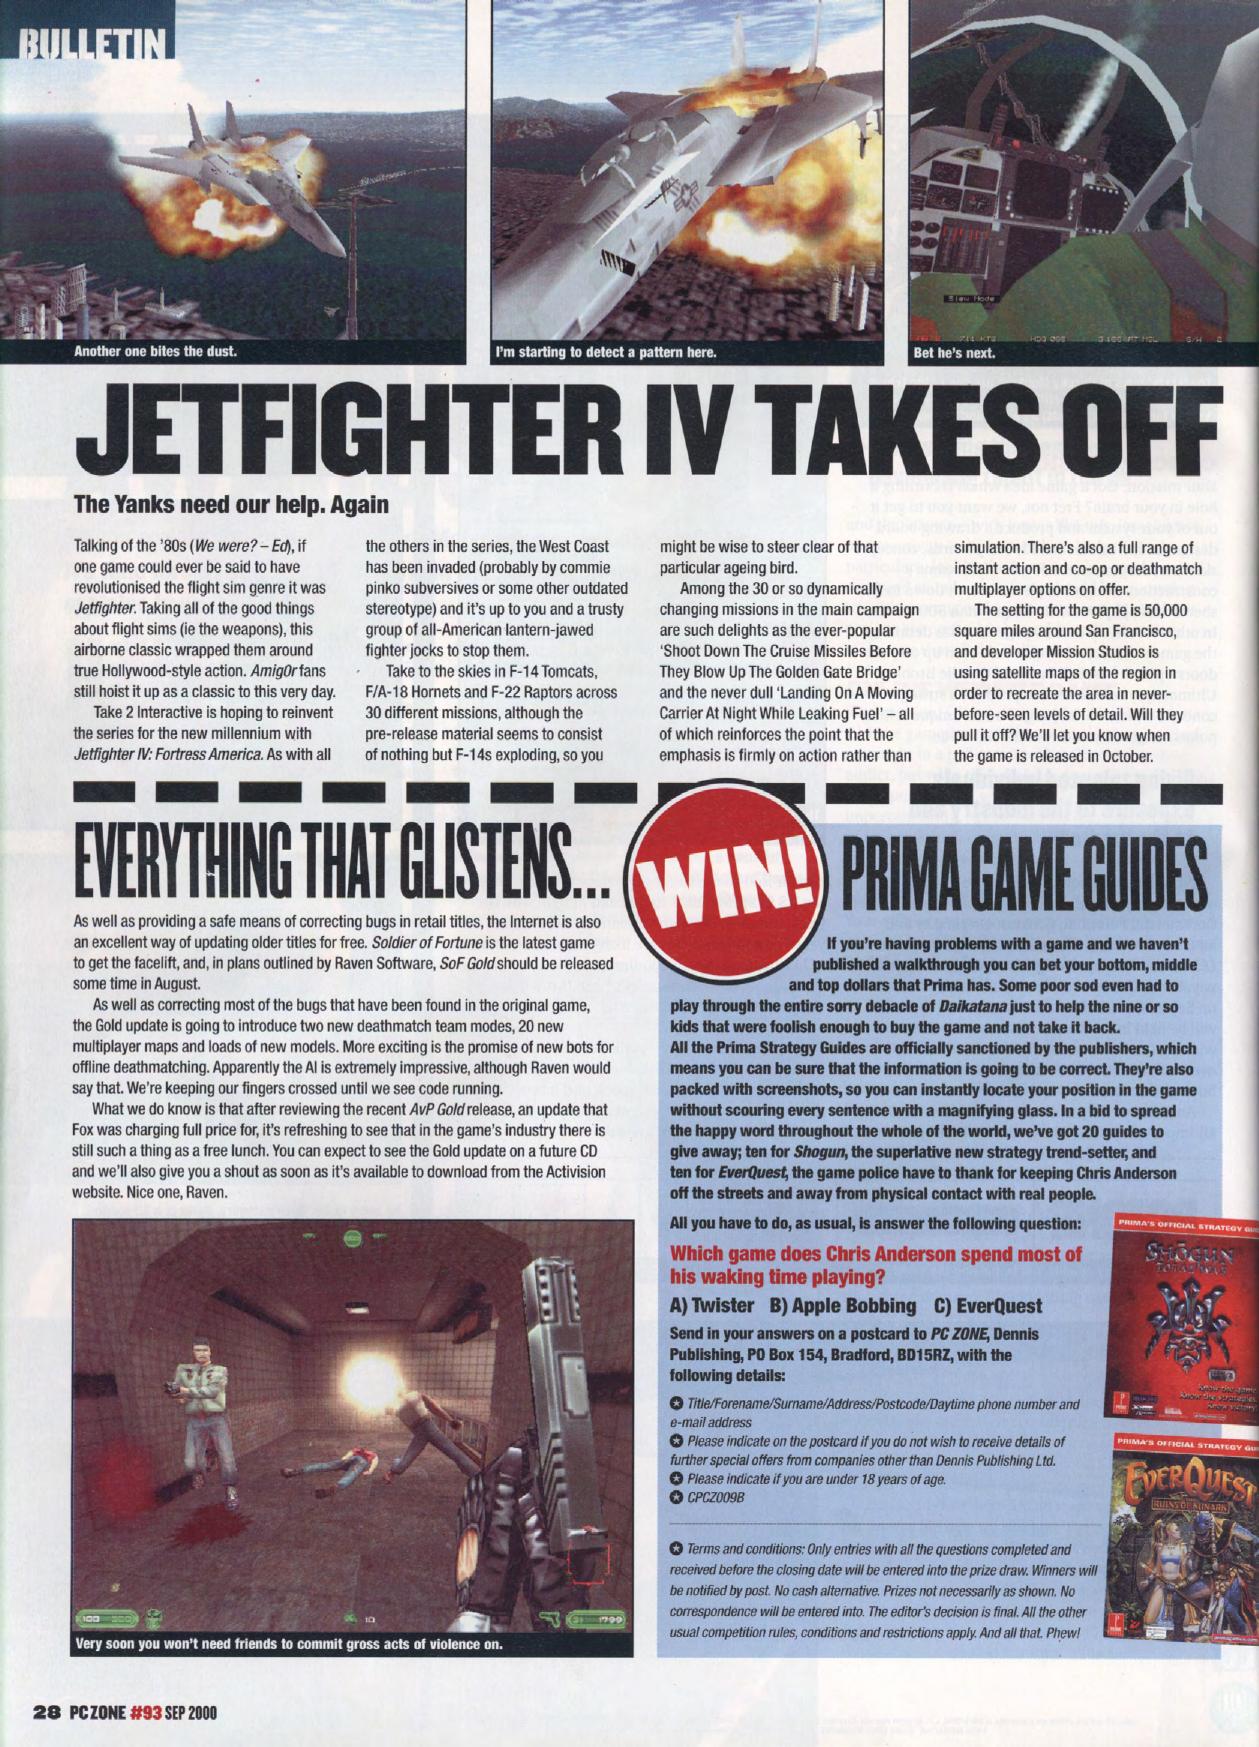 BULLETIN
Slew Mode
Another one bites the dust.
I'm starting to detect a pattern here.
Bet he's next.
JETFIGHTER IV TAKES OFF
The Yanks need our help. Again
Talking of the '80s (We were? – Ed), if
one game could ever be said to have
revolutionised the flight sim genre it was
Jetfighter. Taking all of the good things
about flight sims (ie the weapons), this
airborne classic wrapped them around
true Hollywood-style action. Amig0r fans
still hoist it up as a classic to this very day.
Take 2 Interactive is hoping to reinvent
the series for the new millennium with
Jetfighter IV: Fortress America. As with all
the others in the series, the West Coast
has been invaded (probably by commie
pinko subversives or some other outdated
stereotype) and it's up to you and a trusty
group of all-American lantern-jawed
fighter jocks to stop them.
Take to the skies in F-14 Tomcats,
F/A-18 Hornets and F-22 Raptors across
30 different missions, although the
pre-release material seems to consist
of nothing but F-14s exploding, so you
might be wise to steer clear of that
particular ageing bird.
Among the 30 or so dynamically
changing missions in the main campaign
are such delights as the ever-popular
'Shoot Down The Cruise Missiles Before
They Blow Up The Golden Gate Bridge'
and the never dull 'Landing On A Moving
Carrier At Night While Leaking Fuel' – all
of which reinforces the point that the
emphasis is firmly on action rather than
simulation. There's also a full range of
instant action and co-op or deathmatch
multiplayer options on offer.
The setting for the game is 50,000
square miles around San Francisco,
and developer Mission Studios is
using satellite maps of the region in
order to recreate the area in never-
before-seen levels of detail. Will they
pull it off? We'll let you know when
the game is released in October.
EVERYTHING THAT GLISTENS...
As well as providing a safe means of correcting bugs in retail titles, the Internet is also
an excellent way of updating older titles for free. Soldier of Fortune is the latest game
to get the facelift, and, in plans outlined by Raven Software, SoF Gold should be released
some time in August.
As well as correcting most of the bugs that have been found in the original game,
the Gold update is going to introduce two new deathmatch team modes, 20 new
multiplayer maps and loads of new models. More exciting is the promise of new bots for
offline deathmatching. Apparently the AI is extremely impressive, although Raven would
say that. We're keeping our fingers crossed until we see code running.
What we do know is that after reviewing the recent AvP Gold release, an update that
Fox was charging full price for, it's refreshing to see that in the game's industry there is
still such a thing as a free lunch. You can expect to see the Gold update on a future CD
and we'll also give you a shout as soon as it's available to download from the Activision
website. Nice one, Raven.
Very soon you won't need friends to commit gross acts of violence on.
WIN!
PRIMA GAME GUIDES
If you're having problems with a game and we haven't
published a walkthrough you can bet your bottom, middle
and top dollars that Prima has. Some poor sod even had to
play through the entire sorry debacle of Daikatana just to help the nine or so
kids that were foolish enough to buy the game and not take it back.
All the Prima Strategy Guides are officially sanctioned by the publishers, which
means you can be sure that the information is going to be correct. They're also
packed with screenshots, so you can instantly locate your position in the game
without scouring every sentence with a magnifying glass. In a bid to spread
the happy word throughout the whole of the world, we've got 20 guides to
give away; ten for Shogun, the superlative new strategy trend-setter, and
ten for EverQuest, the game police have to thank for keeping Chris Anderson
off the streets and away from physical contact with real people.
All you have to do, as usual, is answer the following question:
Which game does Chris Anderson spend most of
his waking time playing?
A) Twister B) Apple Bobbing C) EverQuest
Send in your answers on a postcard to PC ZONE, Dennis
Publishing, PO Box 154, Bradford, BD15RZ, with the
following details:
Title/Forename/Surname/Address/Postcode/Daytime phone number and
e-mail address
Please indicate on the postcard if you do not wish to receive details of
further special offers from companies other than Dennis Publishing Ltd.
Please indicate if you are under 18 years of age.
CPCZ009B
Terms and conditions: Only entries with all the questions completed and
received before the closing date will be entered into the prize draw. Winners will
be notified by post. No cash alternative. Prizes not necessarily as shown. No
correspondence will be entered into. The editor's decision is final. All the other
usual competition rules, conditions and restrictions apply. And all that. Phew!
PRIMA'S OFFICIAL STRATEGY
SHOGUN
TOTAL WAR
Know the game
Know the strategies
Know victory
PRIMA'S OFFICIAL STRATEGY
EVERQUEST
RUINS OF KUNARK
28 PC ZONE #93 SEP 2000